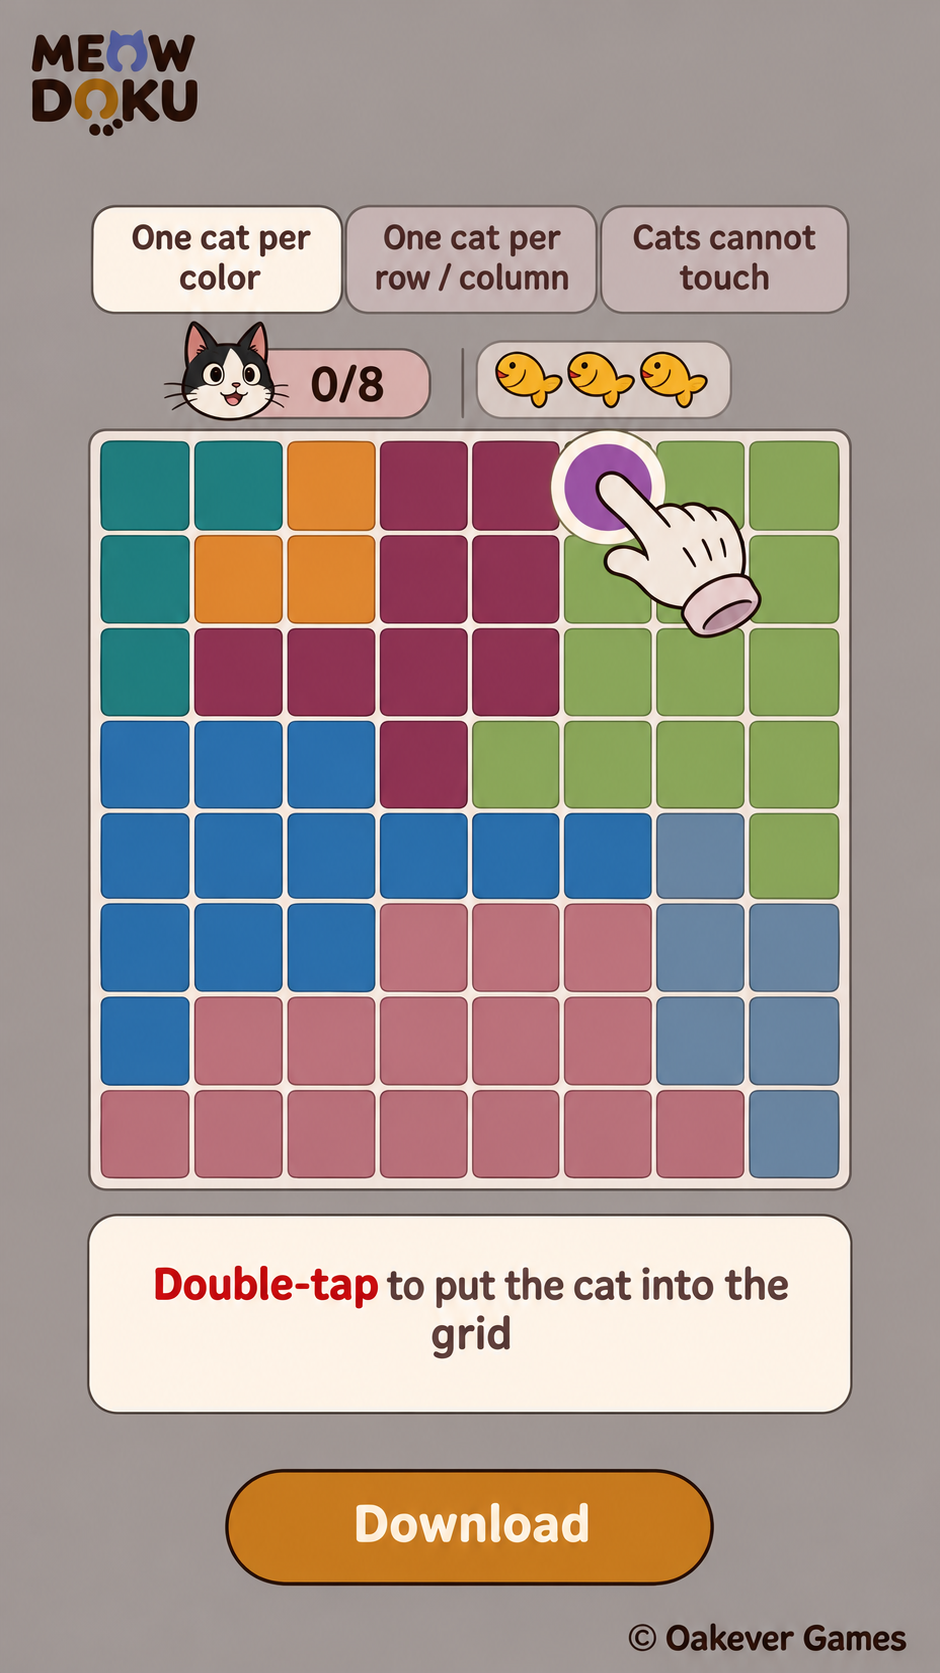 MEOW
DOKU
One cat per
color
One cat per
row / column
Cats cannot
touch
0/8
Double-tap to put the cat into the
grid
Download
© Oakever Games